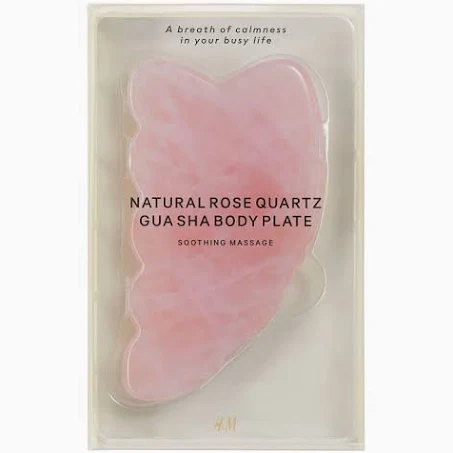 A breath of calmness
in your busy life
NATURAL ROSE QUARTZ
GUA SHA BODY PLATE
SOOTHING MASSAGE
H&M